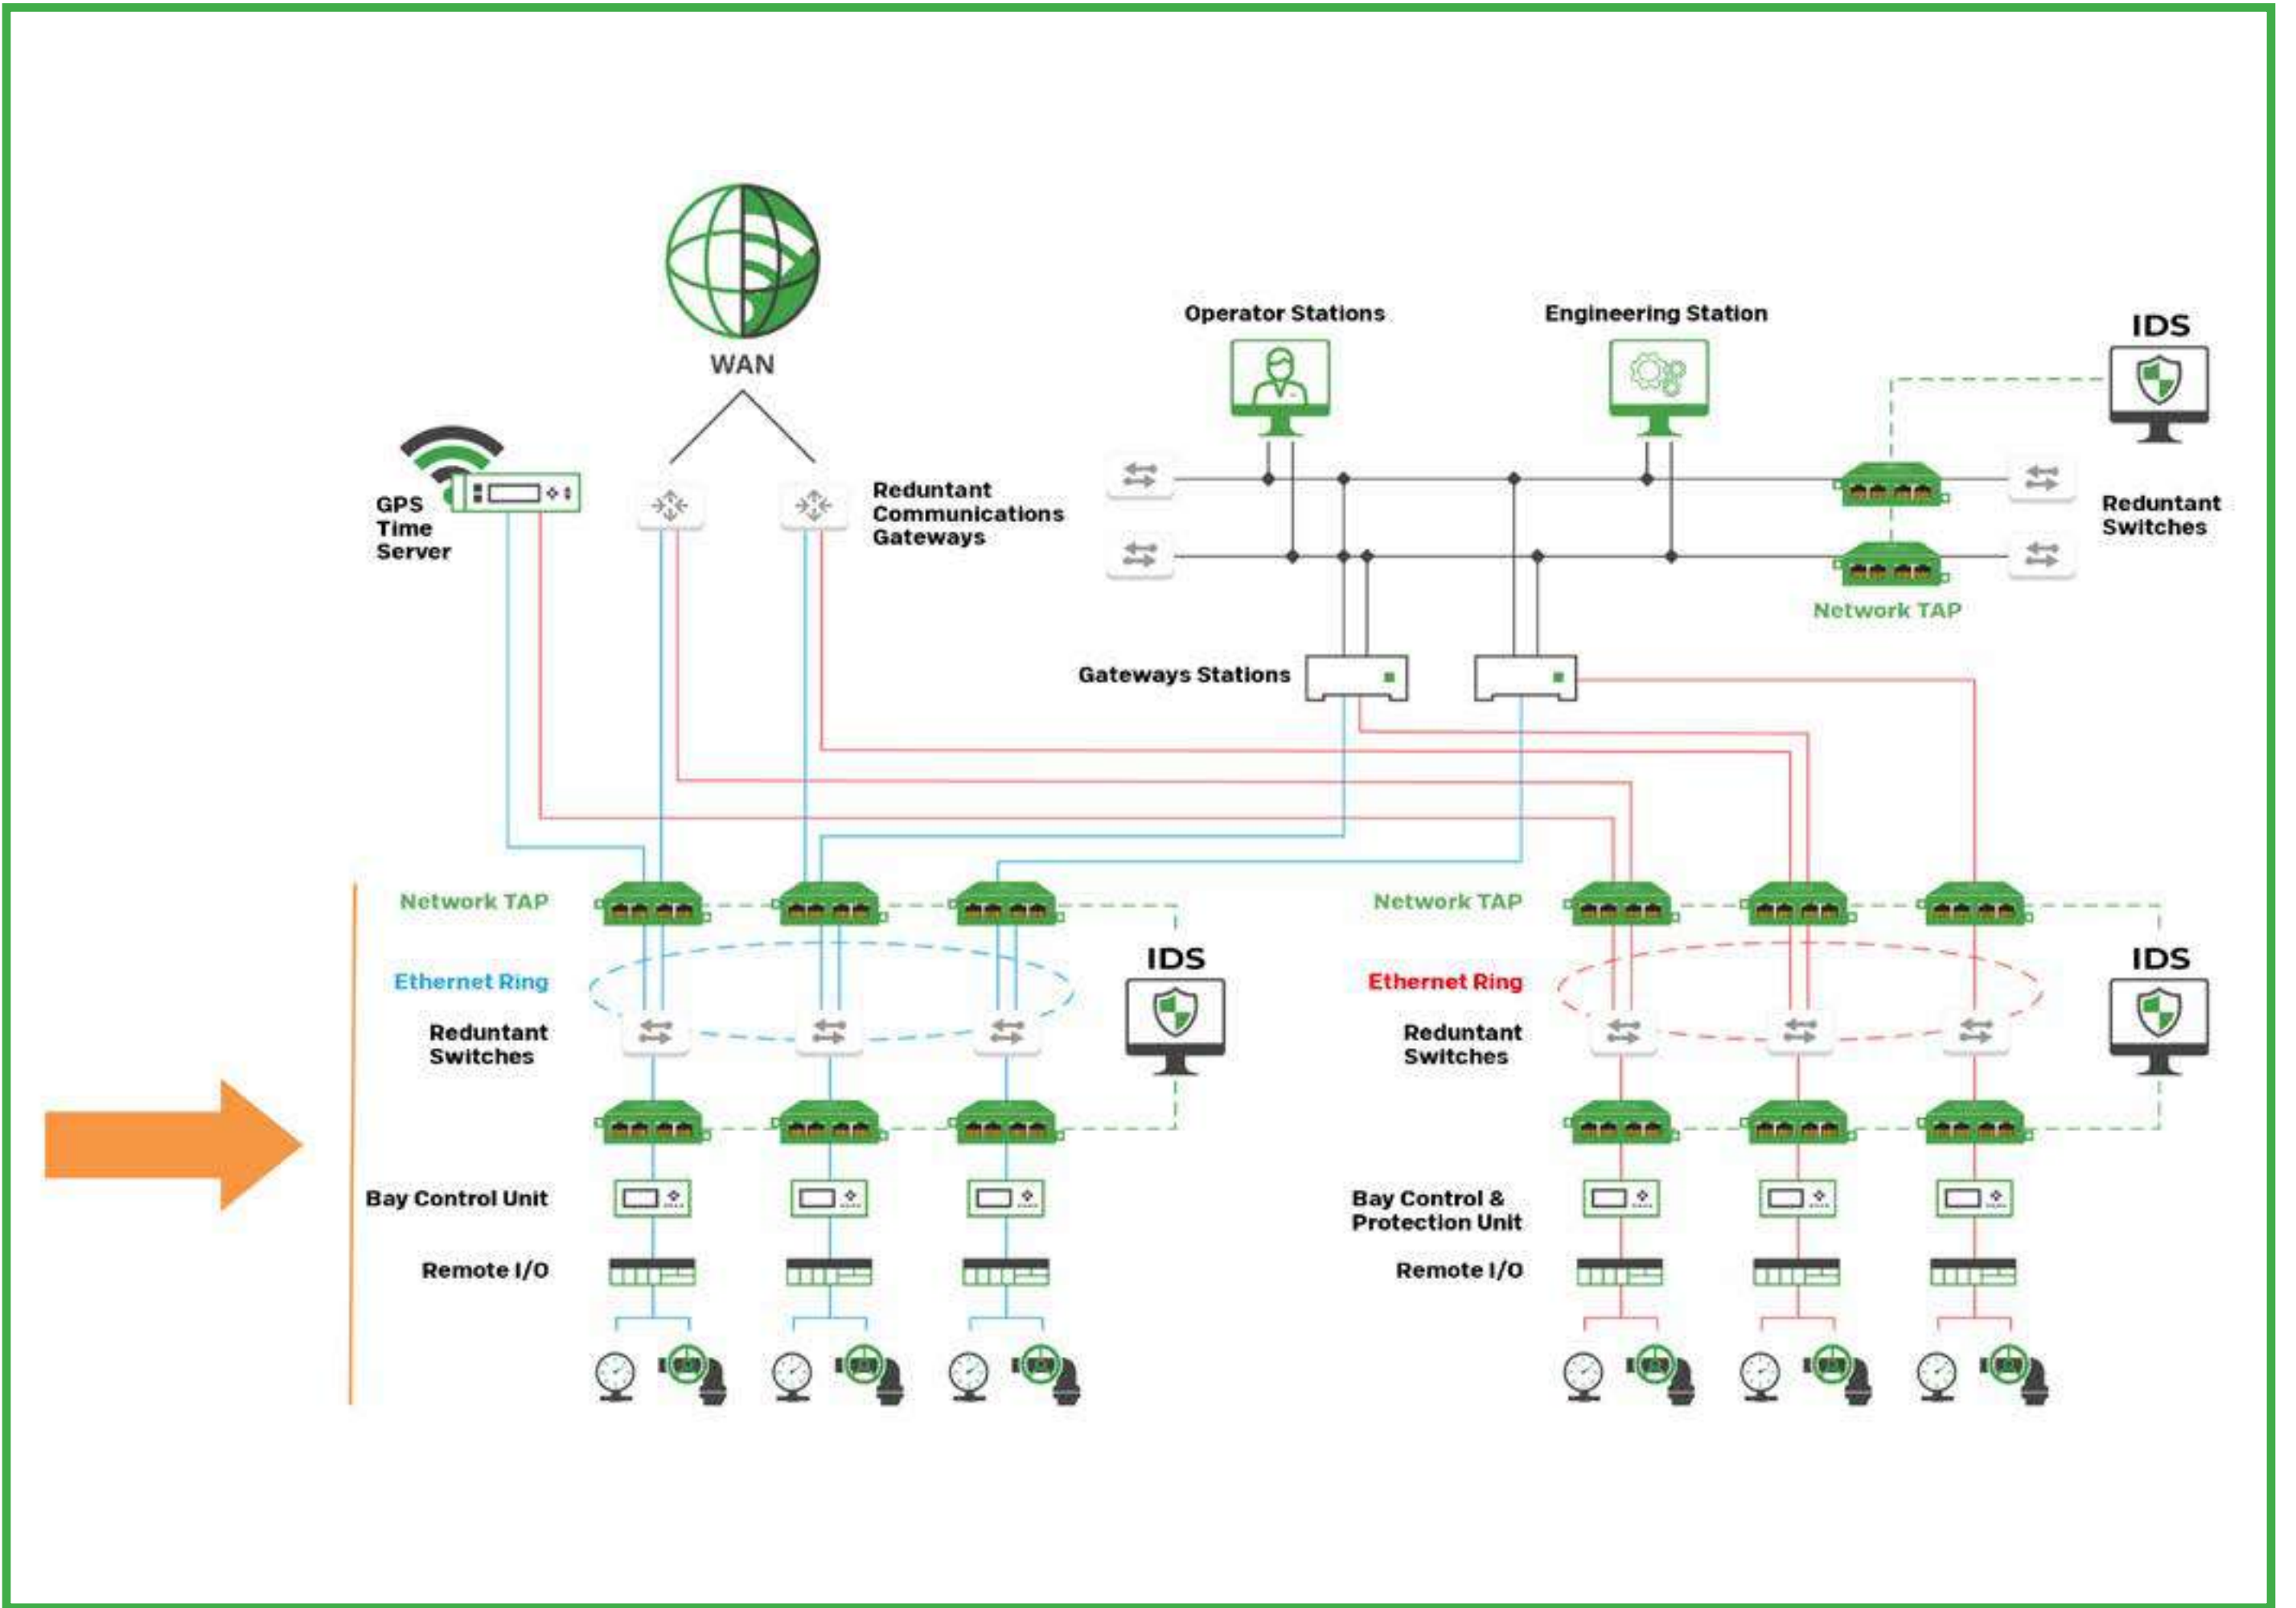 WAN
Operator Stations
Engineering Station
IDS
GPS
Time
Server
Reduntant
Communications
Gateways
Reduntant
Switches
Network TAP
Gateways Stations
Network TAP
Ethernet Ring
Reduntant
Switches
IDS
Bay Control Unit
Remote I/O
Network TAP
Ethernet Ring
Reduntant
Switches
IDS
Bay Control &
Protection Unit
Remote I/O